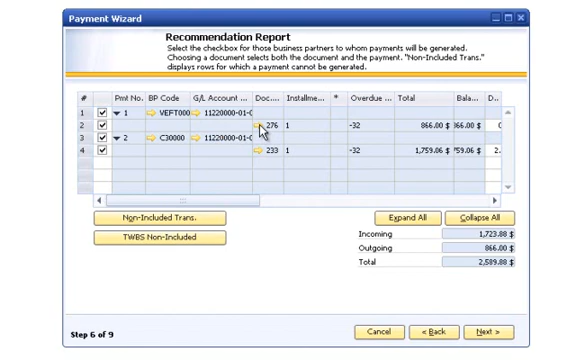 Payment Wizard
Recommendation Report
Select the checkbox for those business partners to whom payments will be generated.
Choosing a document selects both the document and the payment. "Non-Included Trans."
displays rows for which a payment cannot be generated.
# Pmt No. BP Code G/L Account ... Doc.... Installme... * Overdue ... Total Bala... D..
1 1 VEFT000 11220000-01-0
2 276 1 -32 866.00 $ 866.00 $
3 2 C30000 11220000-01-0
4 233 1 -32 1,759.06 $ 759.06 $ 2.
Non-Included Trans. Expand All Collapse All
TWBS Non-Included
Incoming 1,723.88 $
Outgoing 866.00 $
Total 2,589.88 $
Step 6 of 9 Cancel < Back Next >